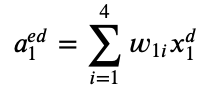 a_1^{ed} = \sum_{i=1}^{4} w_{1i} x_1^d